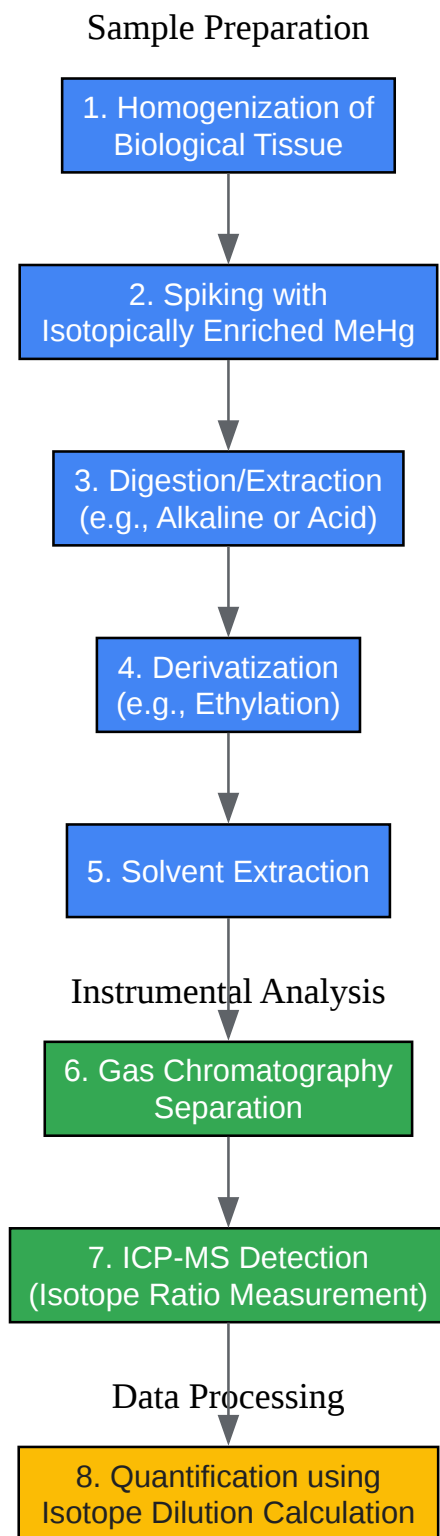 Sample Preparation
1. Homogenization of
Biological Tissue
2. Spiking with
Isotopically Enriched MeHg
3. Digestion/Extraction
(e.g., Alkaline or Acid)
4. Derivatization
(e.g., Ethylation)
5. Solvent Extraction
Instrumental Analysis
6. Gas Chromatography
Separation
7. ICP-MS Detection
(Isotope Ratio Measurement)
Data Processing
8. Quantification using
Isotope Dilution Calculation